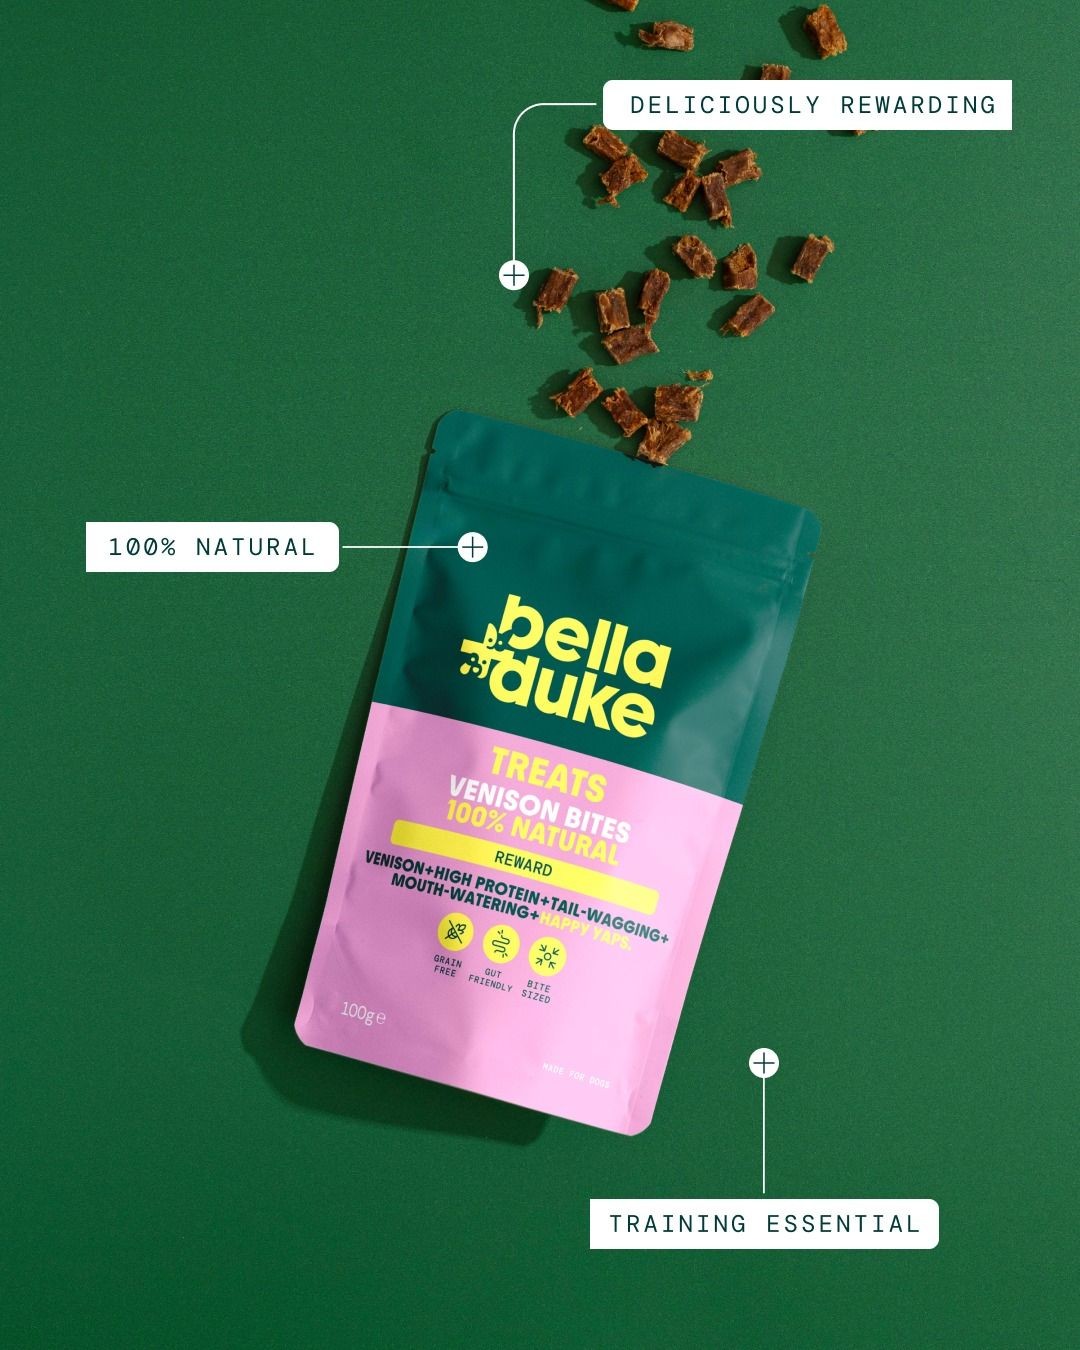 DELICIOUSLY REWARDING
100% NATURAL
bella
+duke
TREATS
VENISON BITES
100% NATURAL
REWARD
VENISON+HIGH PROTEIN+TAIL-WAGGING+
MOUTH-WATERING+HAPPY YAPS.
GRAIN
FREE
GUT
FRIENDLY
BITE
SIZED
100g℮
MADE FOR DOGS
TRAINING ESSENTIAL